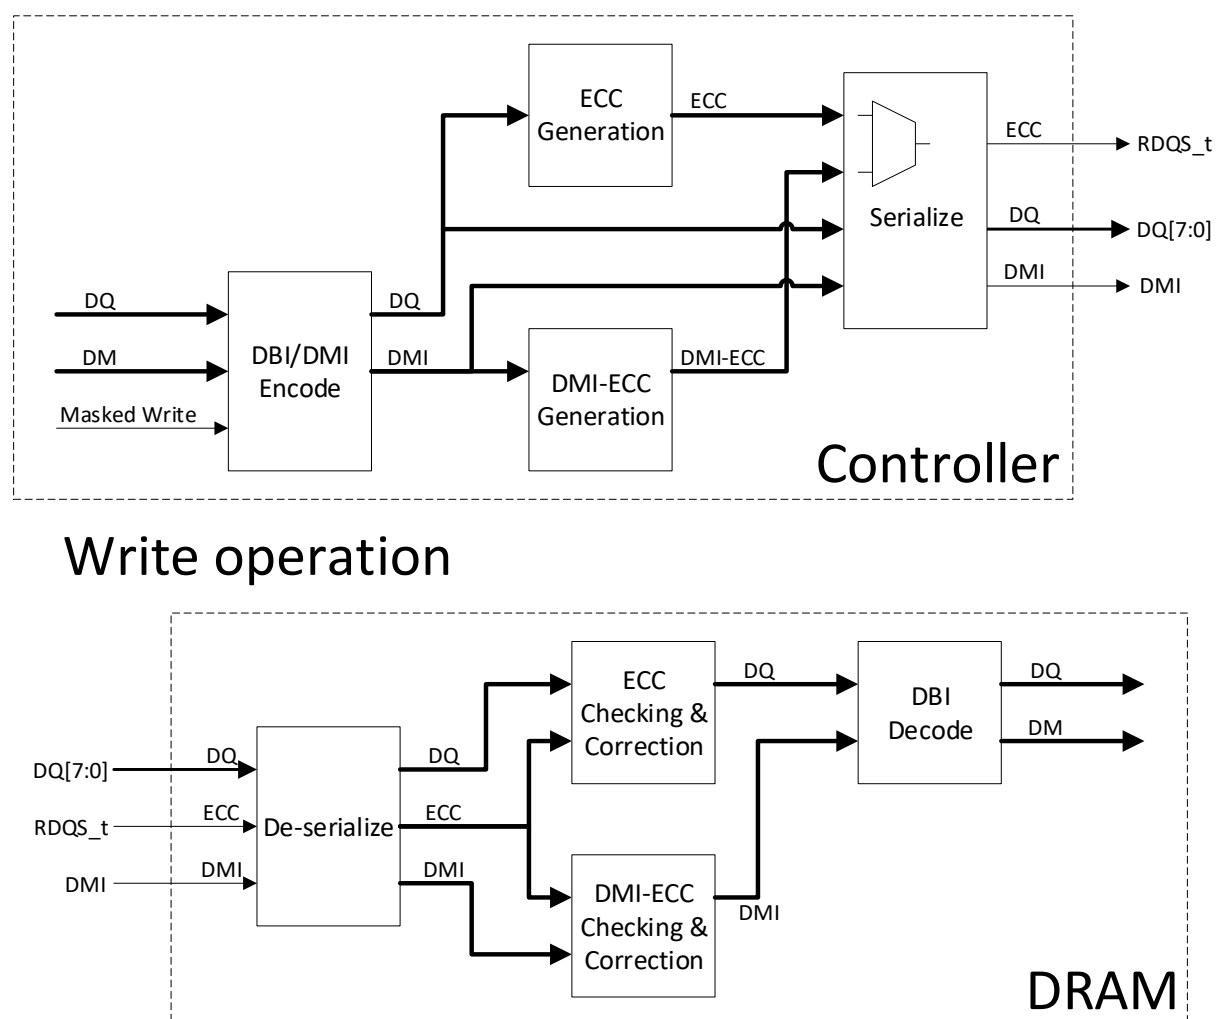 ECC
Generation
ECC
ECC
RDQS_t
Serialize
DQ
DQ[7:0]
DMI
DMI
DQ
DQ
DM
DBI/DMI
Encode
DMI
DMI-ECC
DMI-ECC
Generation
Masked Write
Controller
Write operation
ECC
Checking &
Correction
DQ
DBI
Decode
DQ
DM
DQ[7:0]
DQ
DQ
RDQS_t
ECC
De-serialize
ECC
DMI
DMI
DMI
DMI-ECC
Checking &
Correction
DMI
DRAM